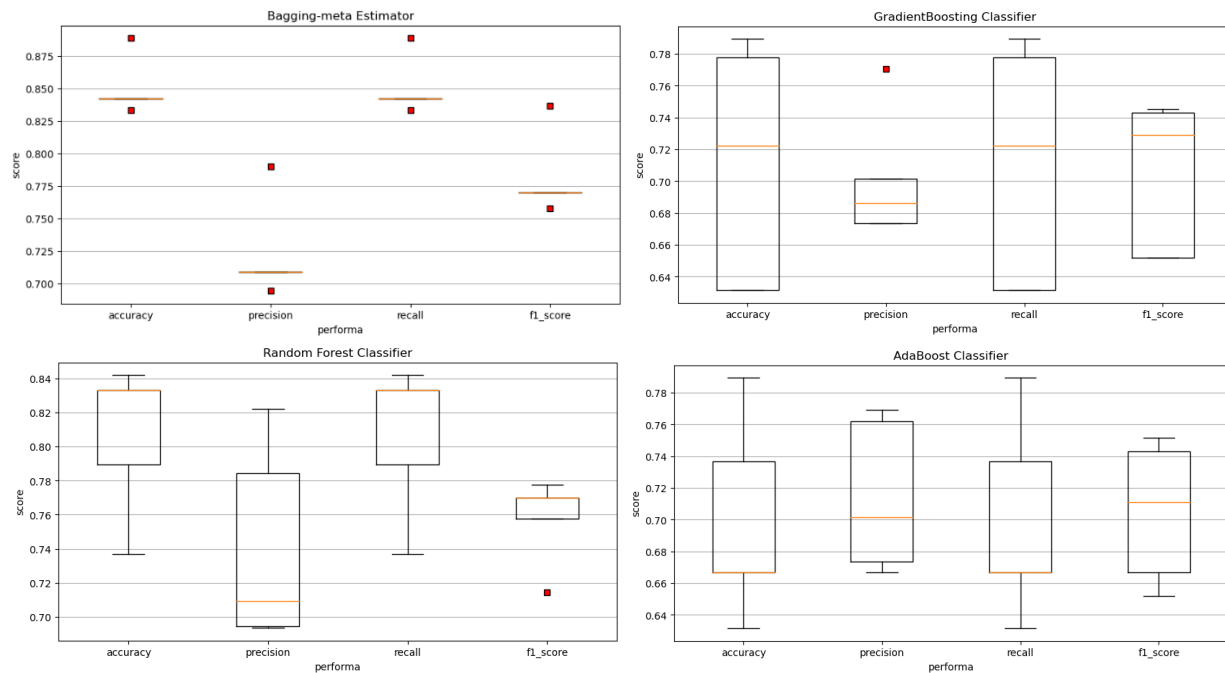 Bagging-meta Estimator
0.875
0.850
0.825
0.800
0.775
0.750
0.725
0.700
score
accuracy precision recall f1_score
performa
GradientBoosting Classifier
0.78
0.76
0.74
0.72
0.70
0.68
0.66
0.64
score
accuracy precision recall f1_score
performa
Random Forest Classifier
0.84
0.82
0.80
0.78
0.76
0.74
0.72
0.70
score
accuracy precision recall f1_score
performa
AdaBoost Classifier
0.78
0.76
0.74
0.72
0.70
0.68
0.66
0.64
score
accuracy precision recall f1_score
performa